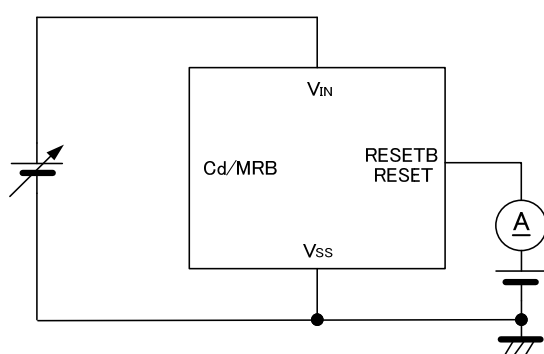 VIN
Cd/MRB
RESETB
RESET
A
VSS